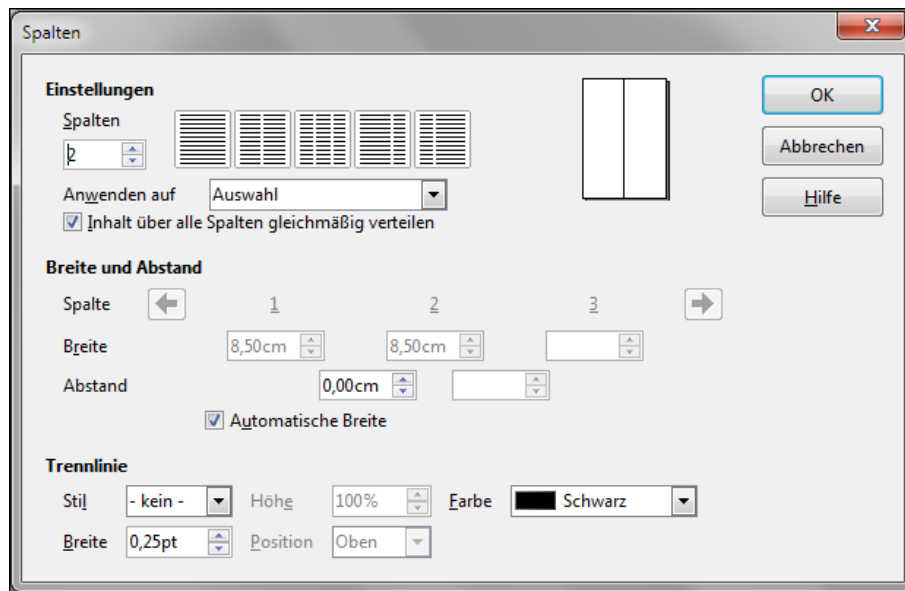 Spalten
Einstellungen
Spalten
2
Anwenden auf Auswahl
Inhalt über alle Spalten gleichmäßig verteilen
OK
Abbrechen
Hilfe
Breite und Abstand
Spalte 1 2 3
Breite 8,50cm 8,50cm
Abstand 0,00cm
Automatische Breite
Trennlinie
Stil - kein - Höhe 100% Farbe Schwarz
Breite 0,25pt Position Oben